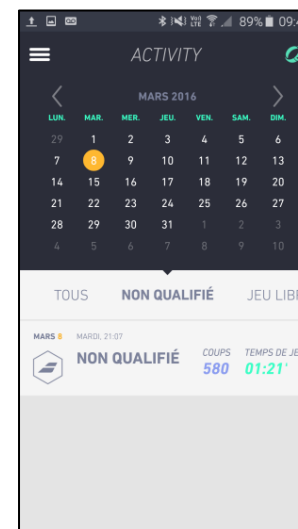 VoLTE 89% 09:4
ACTIVITY
MARS 2016
LUN. MAR. MER. JEU. VEN. SAM. DIM.
29 1 2 3 4 5 6
7 8 9 10 11 12 13
14 15 16 17 18 19 20
21 22 23 24 25 26 27
28 29 30 31 1 2 3
4 5 6 7 8 9 10
TOUS NON QUALIFIÉ JEU LIB
MARS 8 MARDI, 21:07
NON QUALIFIÉ
COUPS TEMPS DE JE
580 01:21'